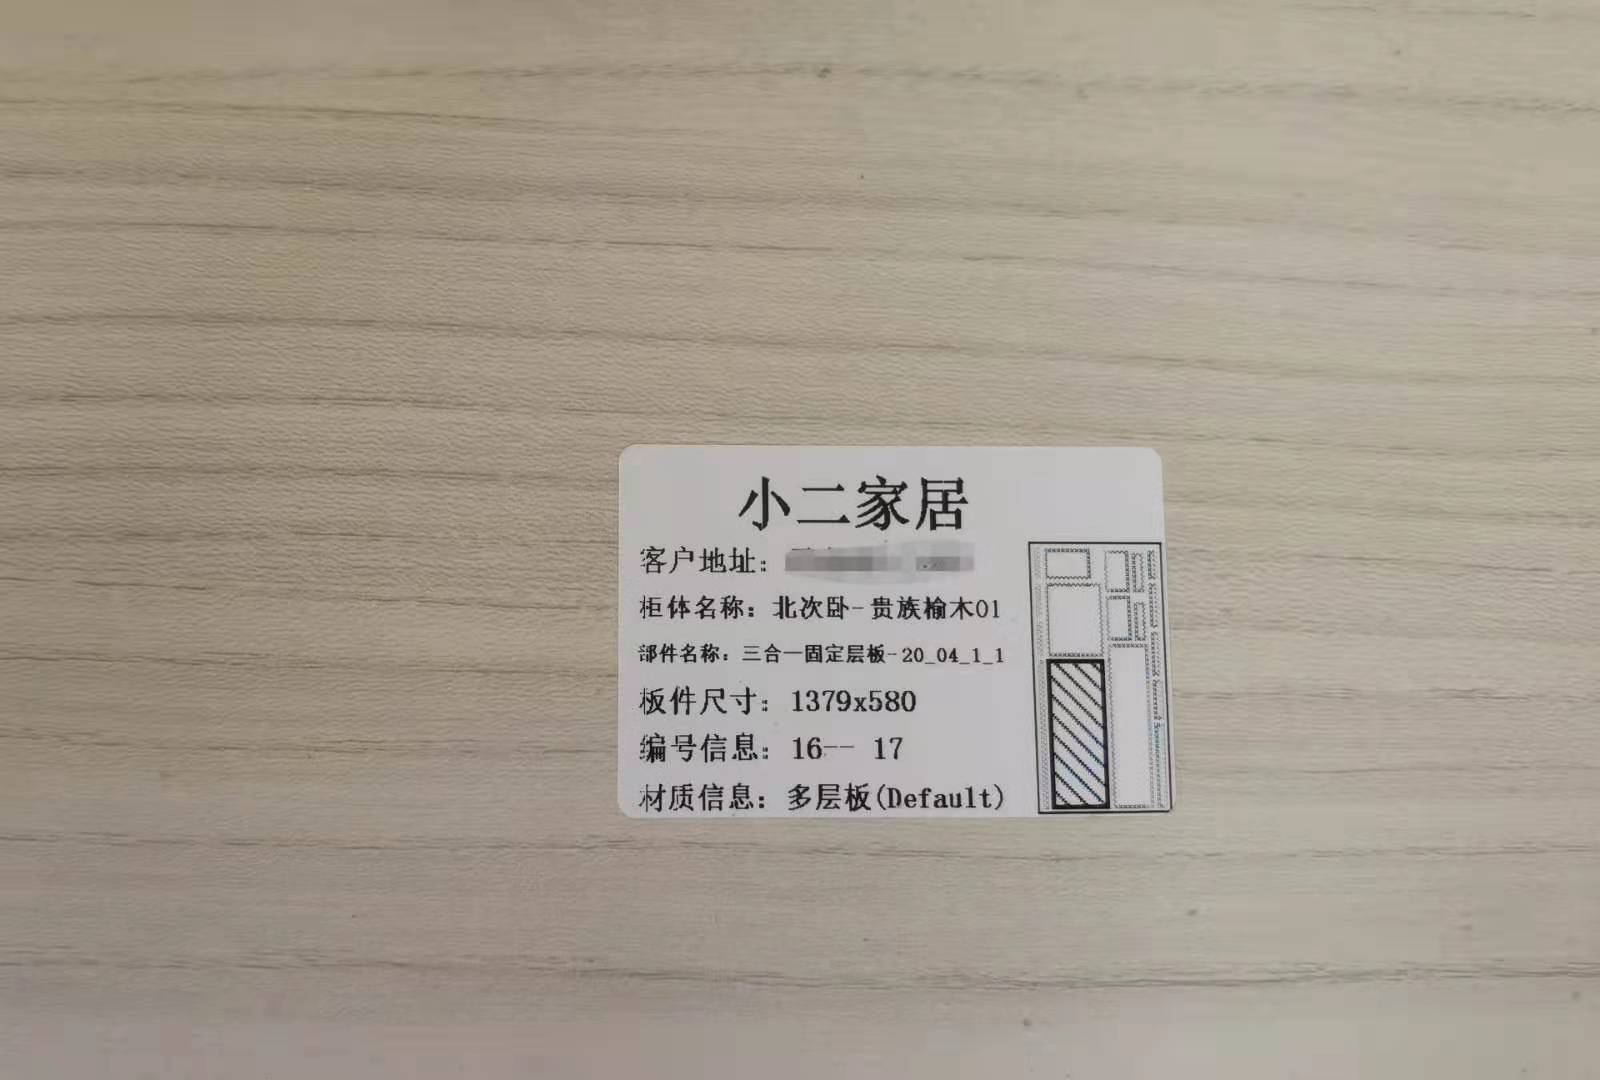 小二家居
客户地址：
柜体名称：北次卧-贵族榆木01
部件名称：三合一固定层板-20_04_1_1
板件尺寸：1379x580
编号信息：16-- 17
材质信息：多层板(Default)